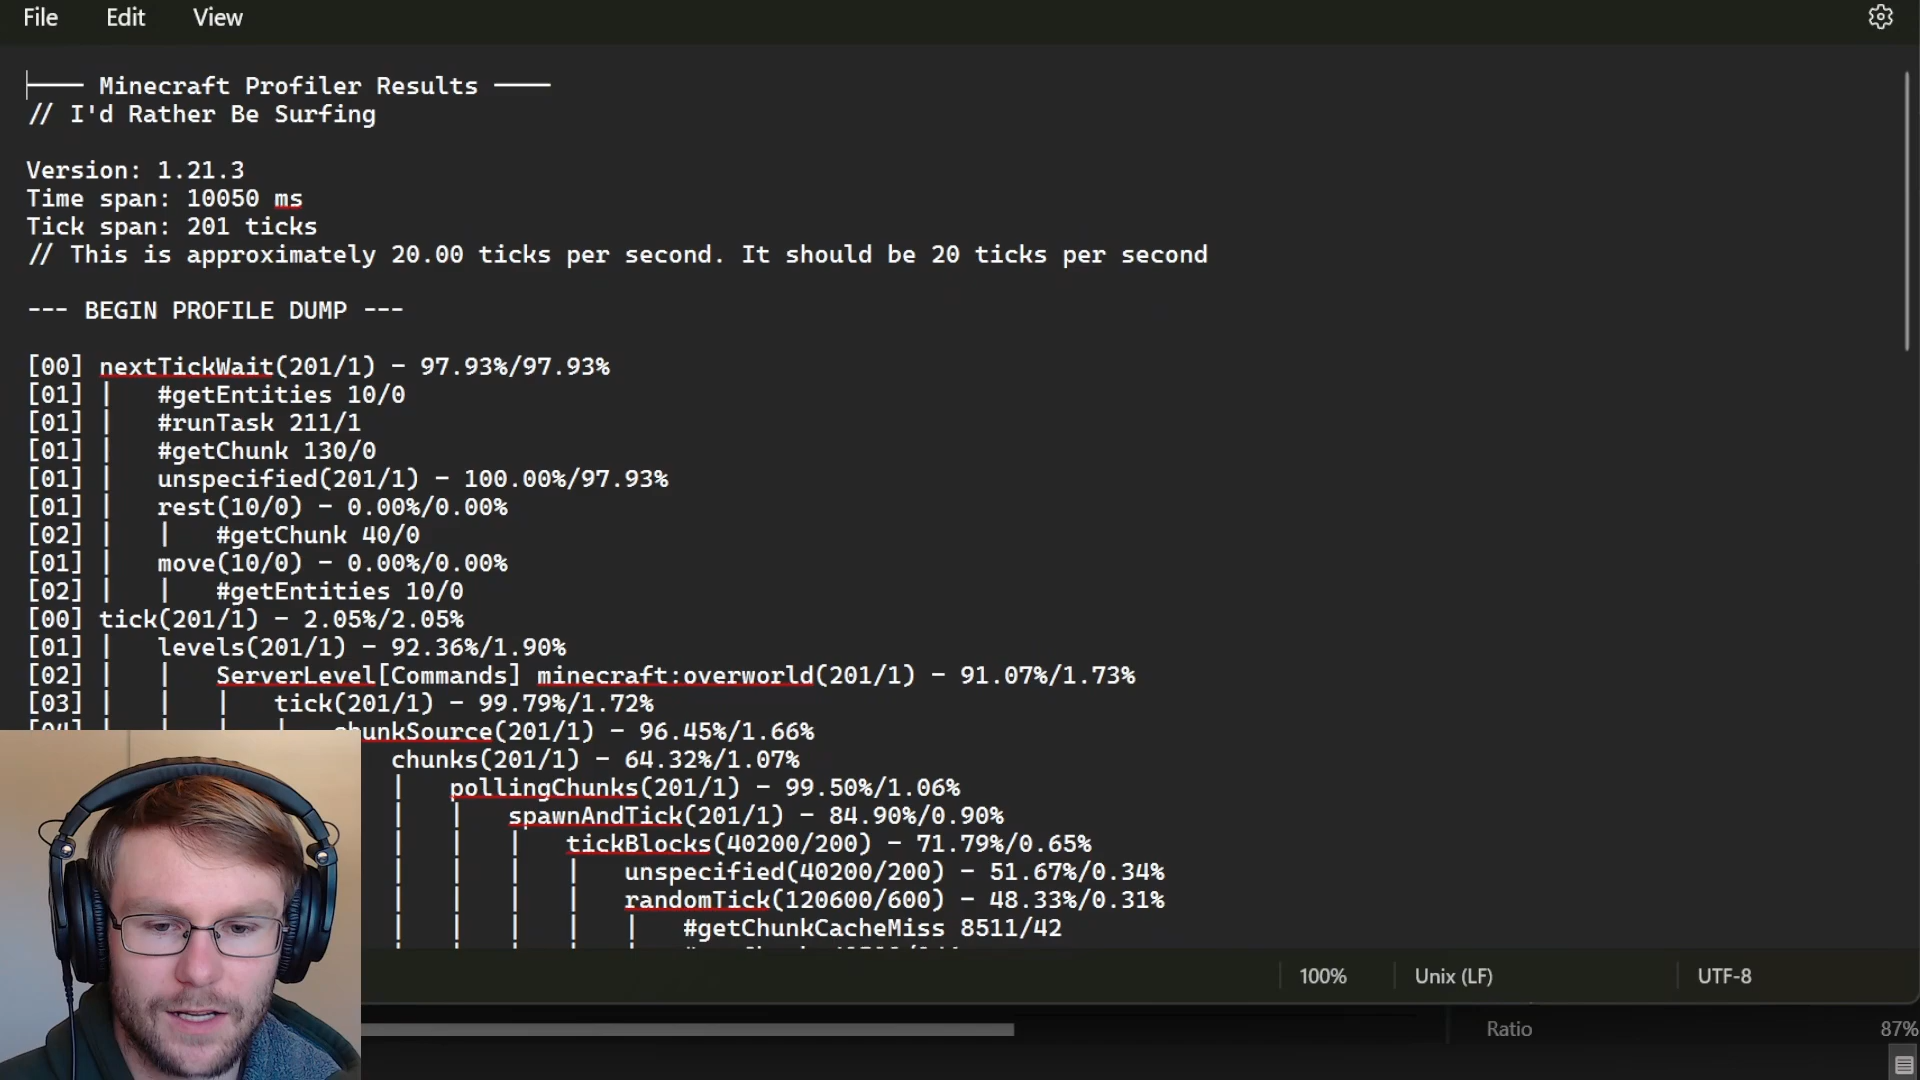 File Edit View
──── Minecraft Profiler Results ────
// I'd Rather Be Surfing
Version: 1.21.3
Time span: 10050 ms
Tick span: 201 ticks
// This is approximately 20.00 ticks per second. It should be 20 ticks per second
--- BEGIN PROFILE DUMP ---
[00] nextTickWait(201/1) - 97.93%/97.93%
[01] |   #getEntities 10/0
[01] |   #runTask 211/1
[01] |   #getChunk 130/0
[01] |   unspecified(201/1) - 100.00%/97.93%
[01] |   rest(10/0) - 0.00%/0.00%
[02] |   |   #getChunk 40/0
[01] |   move(10/0) - 0.00%/0.00%
[02] |   |   #getEntities 10/0
[00] tick(201/1) - 2.05%/2.05%
[01] |   levels(201/1) - 92.36%/1.90%
[02] |   |   ServerLevel[Commands] minecraft:overworld(201/1) - 91.07%/1.73%
[03] |   |   |   tick(201/1) - 99.79%/1.72%
[04] |   |   |   |   chunkSource(201/1) - 96.45%/1.66%
chunks(201/1) - 64.32%/1.07%
|   pollingChunks(201/1) - 99.50%/1.06%
|   |   spawnAndTick(201/1) - 84.90%/0.90%
|   |   |   tickBlocks(40200/200) - 71.79%/0.65%
|   |   |   |   unspecified(40200/200) - 51.67%/0.34%
|   |   |   |   randomTick(120600/600) - 48.33%/0.31%
|   |   |   |   |   #getChunkCacheMiss 8511/42
100% Unix (LF) UTF-8
Ratio 87%